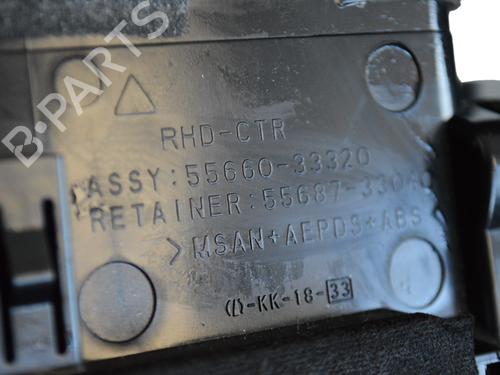 B-PARTS
RHD-CTR
ASSY:55660-33320
RETAINER:55687-330
>MSAN+AEPDS+ABS
-KK-18-33